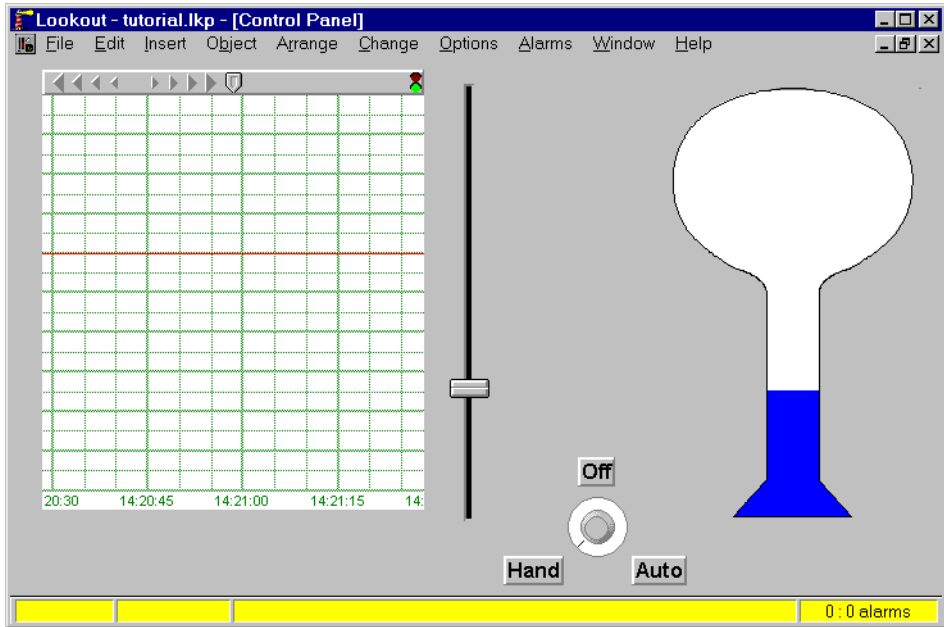 Lookout - tutorial.lkp - [Control Panel]
File Edit Insert Object Arrange Change Options Alarms Window Help
Off
20:30 14:20:45 14:21:00 14:21:15 14:
Hand Auto
0 : 0 alarms